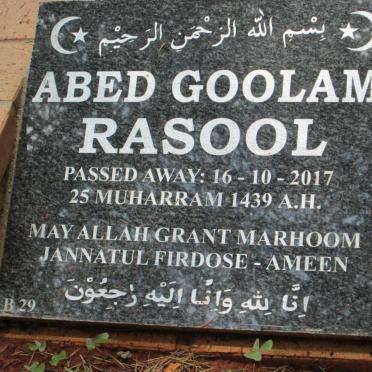 بِسْمِ اللهِ الرَّحْمٰنِ الرَّحِيْمِ
ABED GOOLAM
RASOOL
PASSED AWAY: 16 - 10 - 2017
25 MUHARRAM 1439 A.H.
MAY ALLAH GRANT MARHOOM
JANNATUL FIRDOSE - AMEEN
اِنَّا لِلّٰهِ وَاِنَّا اِلَيْهِ رٰجِعُوْنَ
B 29